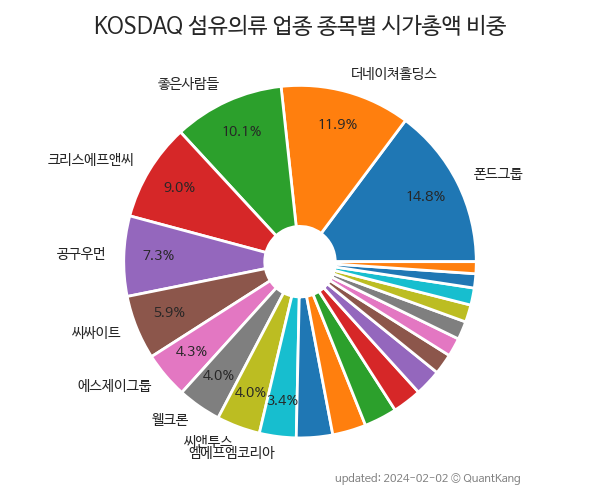 KOSDAQ 섬유의류 업종 종목별 시가총액 비중
더네이쳐홀딩스
좋은사람들
11.9%
10.1%
크리스에프앤씨
폰드그룹
9.0%
14.8%
공구우먼
7.3%
5.9%
씨싸이트
4.3%
에스제이그룹
4.0%
4.0%
3.4%
웰크론
씨앤투스
엠에프엠코리아
updated: 2024-02-02 © QuantKang